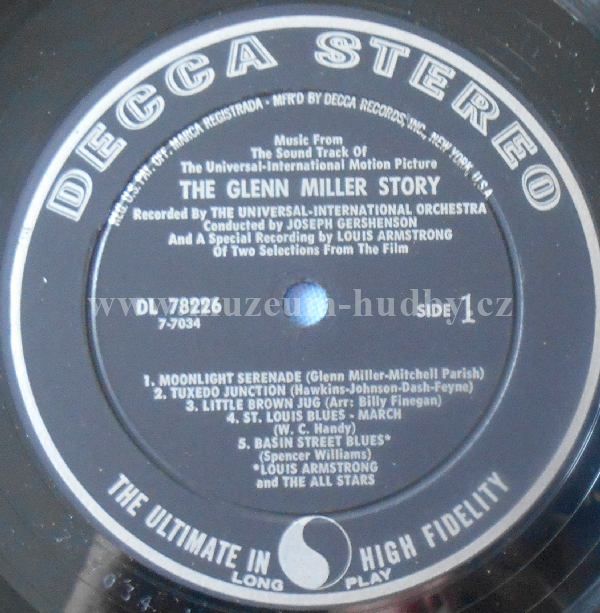 DECCA STEREO
REG. U.S. PAT. OFF. MARCA REGISTRADA - MFR'D BY DECCA RECORDS, INC., NEW YORK, U.S.A
Music From
The Sound Track Of
The Universal-International Motion Picture
THE GLENN MILLER STORY
Recorded By THE UNIVERSAL-INTERNATIONAL ORCHESTRA
Conducted by JOSEPH GERSHENSON
And A Special Recording by LOUIS ARMSTRONG
Of Two Selections From The Film
www.muzeum-hudby.cz
DL 78226
7-7034
SIDE 1
1. MOONLIGHT SERENADE (Glenn Miller-Mitchell Parish)
2. TUXEDO JUNCTION (Hawkins-Johnson-Dash-Feyne)
3. LITTLE BROWN JUG (Arr: Billy Finegan)
4. ST. LOUIS BLUES - MARCH
(W. C. Handy)
5. BASIN STREET BLUES*
(Spencer Williams)
*LOUIS ARMSTRONG
and THE ALL STARS
THE ULTIMATE IN HIGH FIDELITY
LONG PLAY